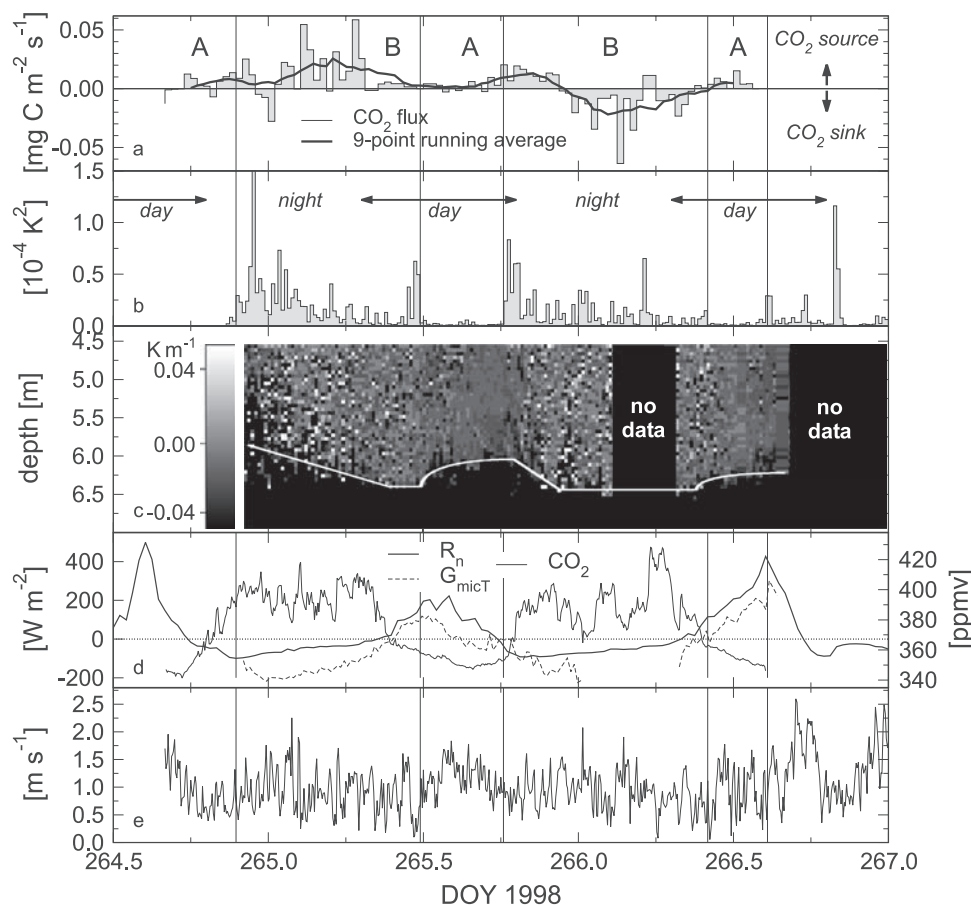 [mg C m-2 s-1]
0.05
0.00
-0.05
A B A B A
CO2 source
CO2 sink
CO2 flux
9-point running average
a
[10-4 K2]
1.5
1.0
0.5
0.0
day night day night day
b
depth [m]
4.5
5.0
5.5
6.0
6.5
K m-1
0.04
0.00
-0.04
c
no data
no data
[W m-2]
400
200
0
-200
Rn
GmicT
CO2
[ppmv]
420
400
380
360
340
d
[m s-1]
2.5
2.0
1.5
1.0
0.5
0.0
e
264.5 265.0 265.5 266.0 266.5 267.0
DOY 1998